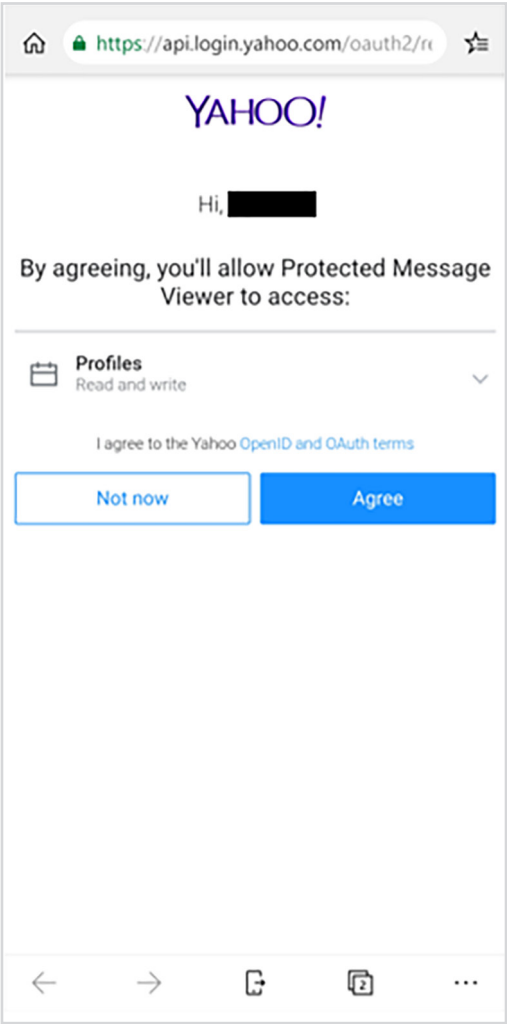 https://api.login.yahoo.com/oauth2/re
YAHOO!
Hi,
By agreeing, you'll allow Protected Message
Viewer to access:
Profiles
Read and write
I agree to the Yahoo OpenID and OAuth terms
Not now Agree
2